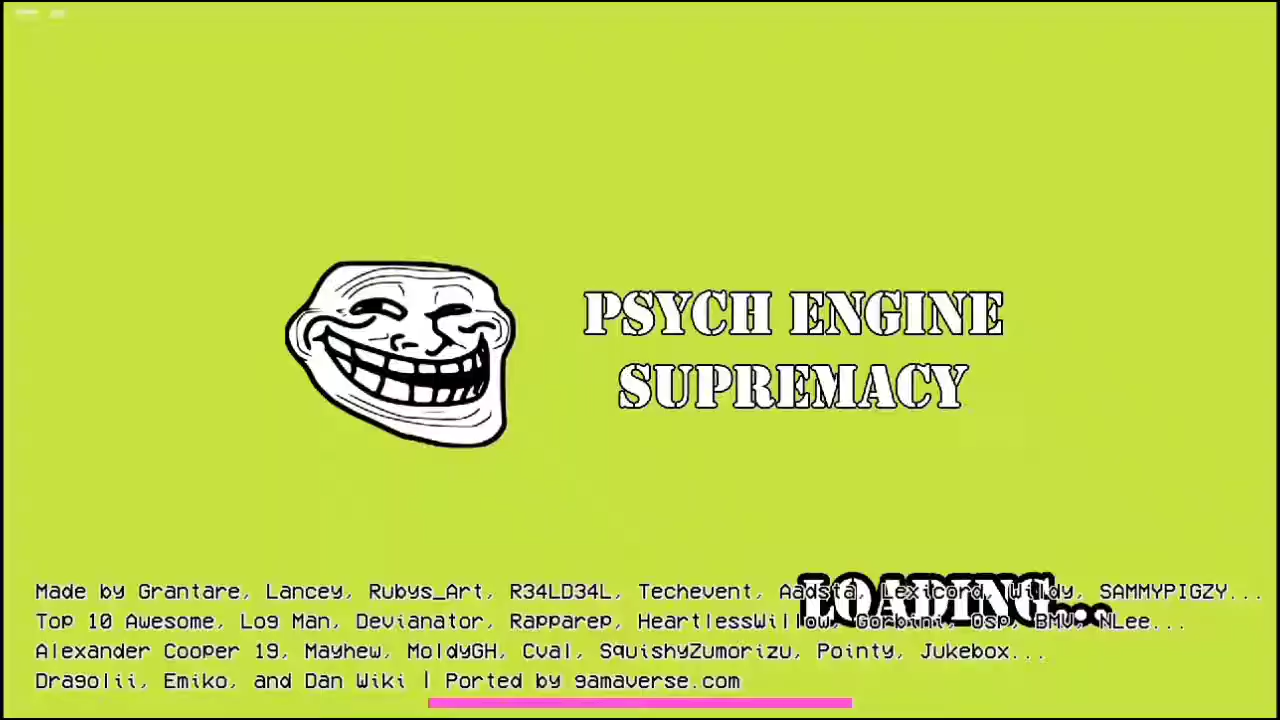 PSYCH ENGINE
SUPREMACY
LOADING...
Made by Grantare, Lancey, Rubys_Art, R34LD34L, Techevent, Aadsta, Lexicord, Wildy, SAMMYPIGZY...
Top 10 Awesome, Log Man, Devianator, Rapparep, HeartlessWillow, Gorbini, Osp, BMV, NLee...
Alexander Cooper 19, Mayhew, MoldyGH, Cval, SquishyZumorizu, Pointy, Jukebox...
Dragolii, Emiko, and Dan Wiki | Ported by gamaverse.com